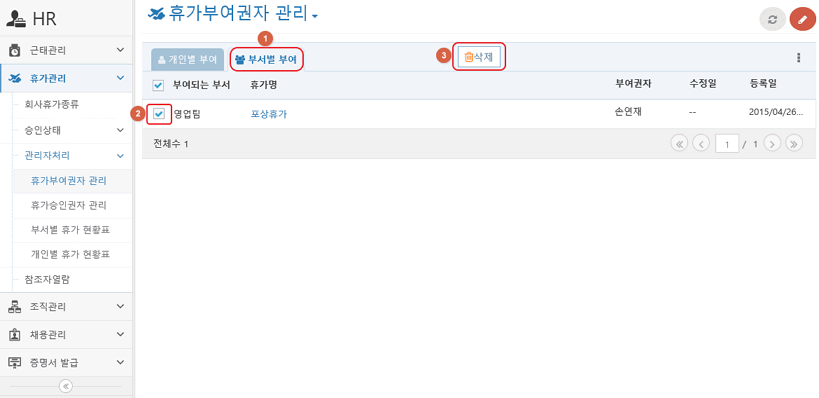 HR
근태관리
휴가관리
회사휴가종류
승인상태
관리자처리
휴가부여권자 관리
휴가승인권자 관리
부서별 휴가 현황표
개인별 휴가 현황표
참조자열람
조직관리
채용관리
증명서 발급
휴가부여권자 관리
1
개인별 부여 부서별 부여
3 삭제
부여되는 부서 휴가명 부여권자 수정일 등록일
2 영업팀 포상휴가 손연재 -- 2015/04/26...
전체수 1 1 / 1